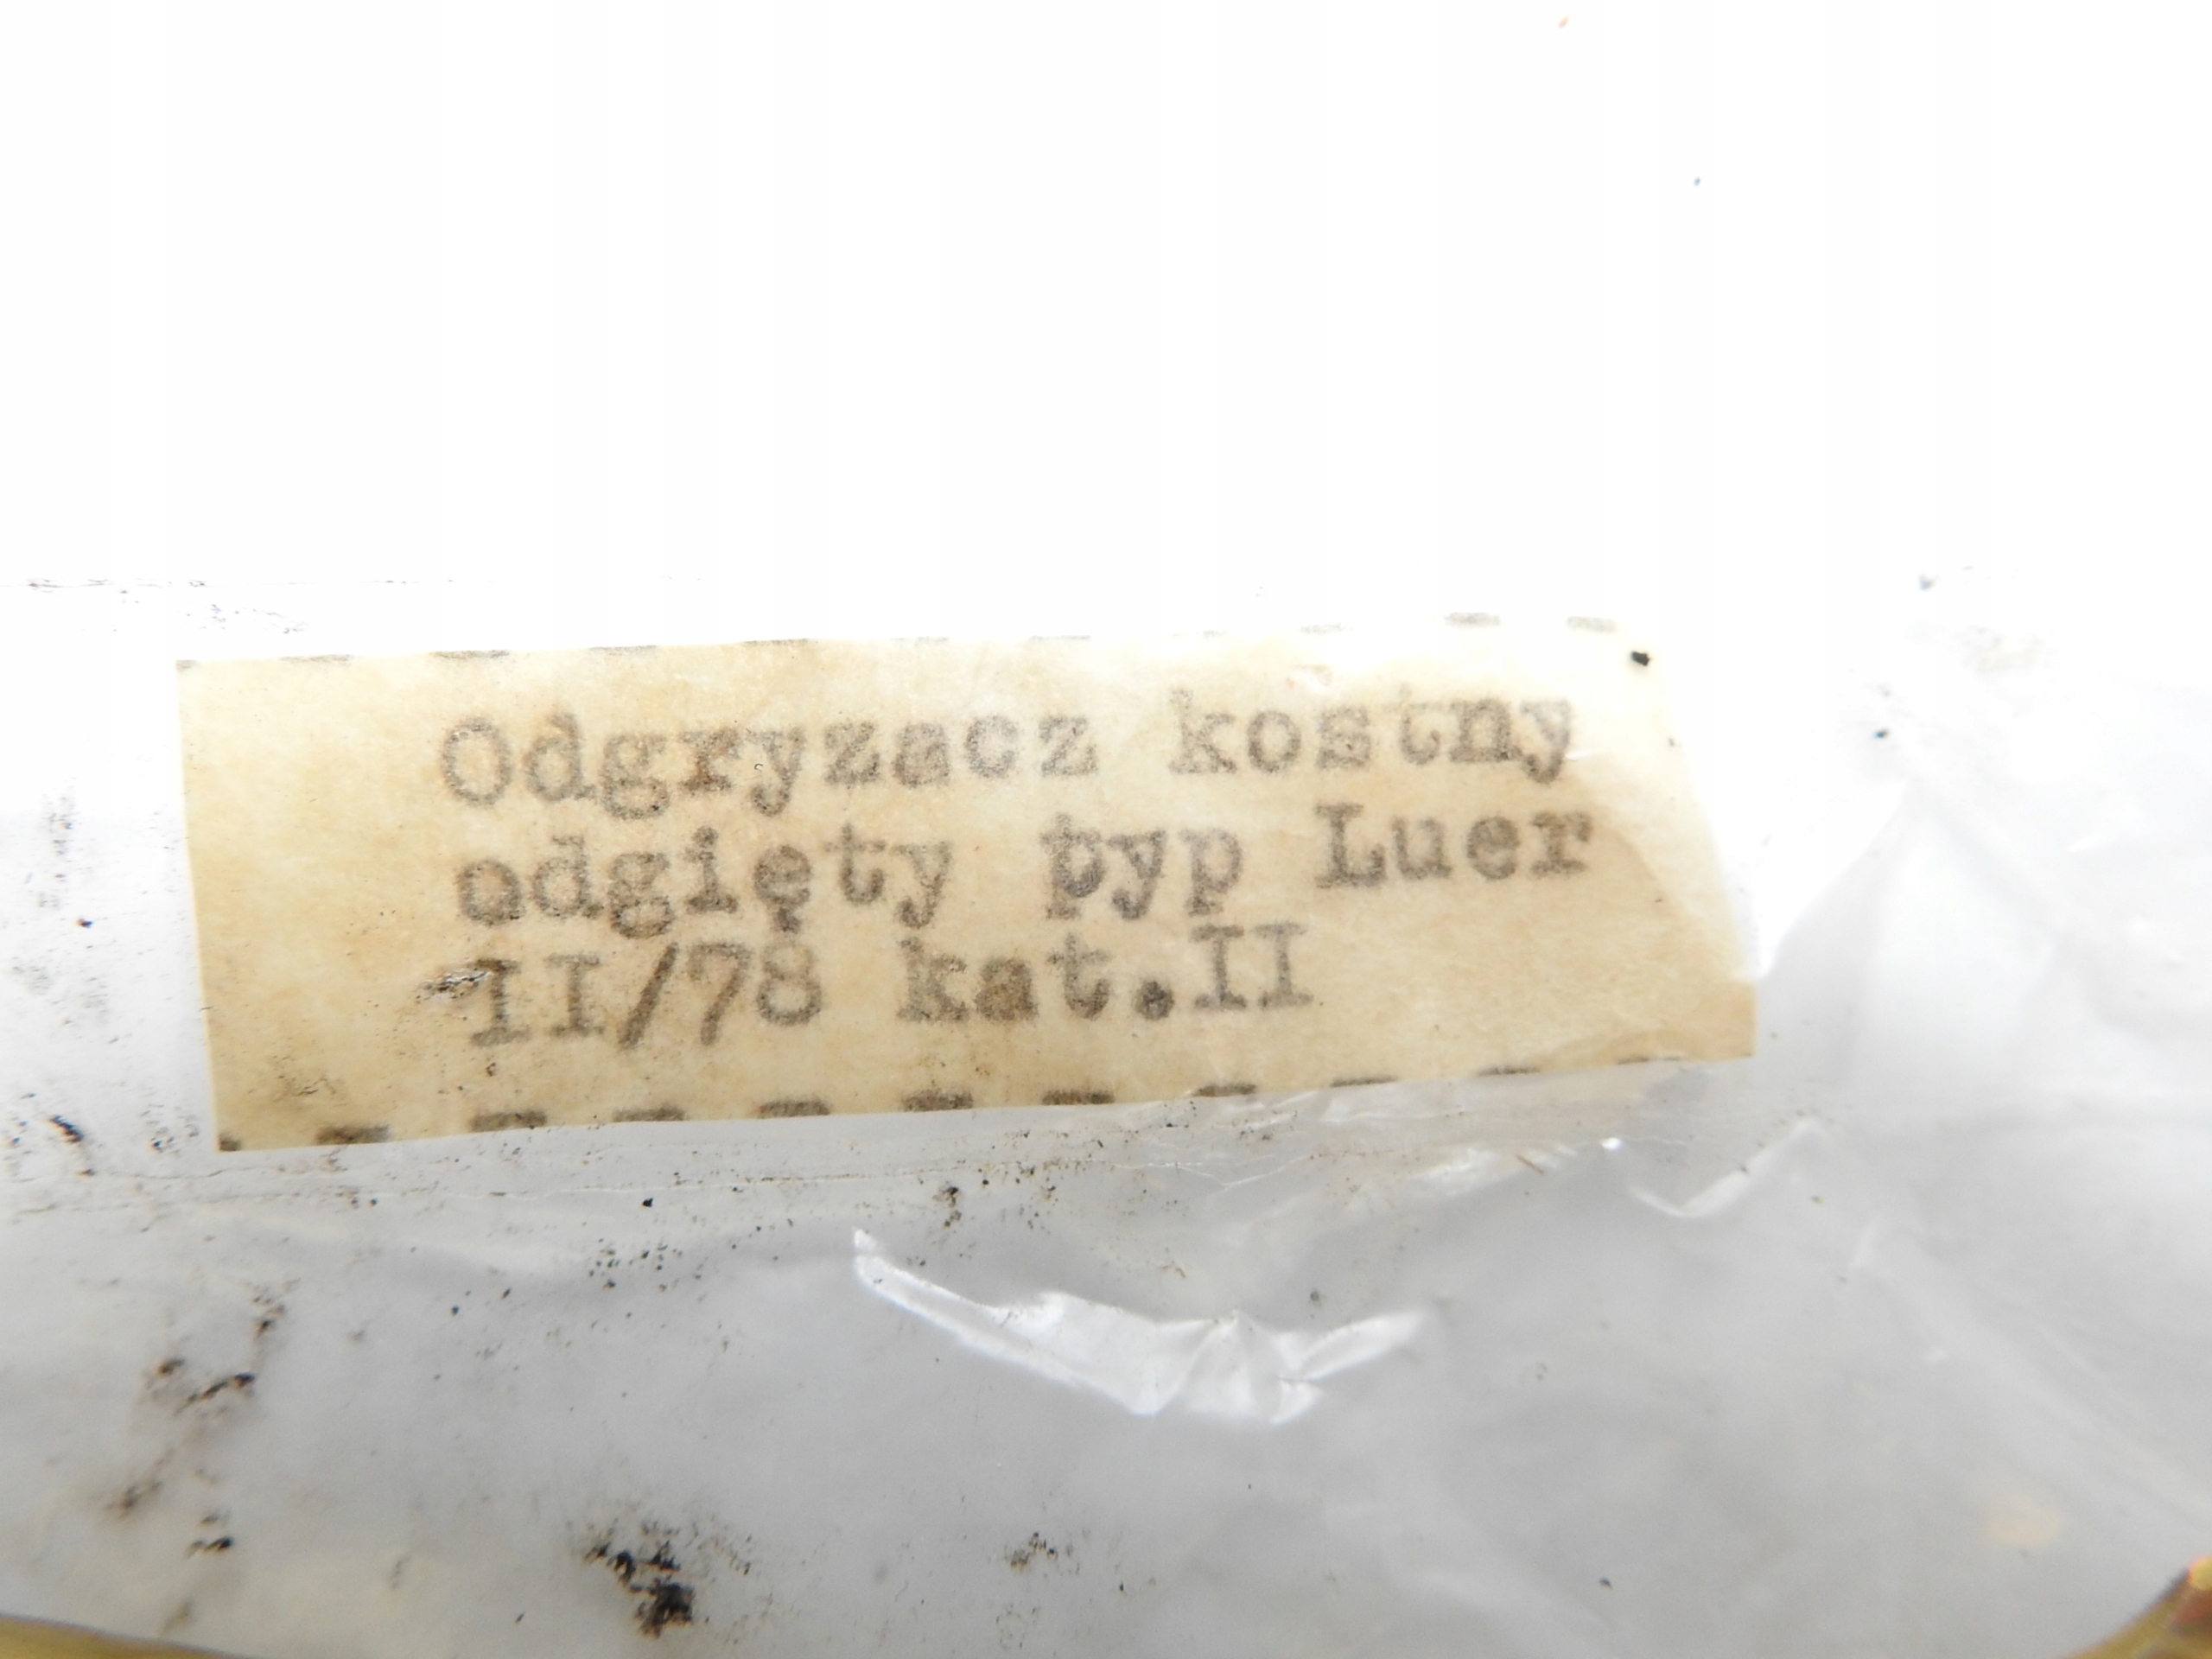 Odgryzacz kostny
odgięty typ Luer
II/78 kat.II